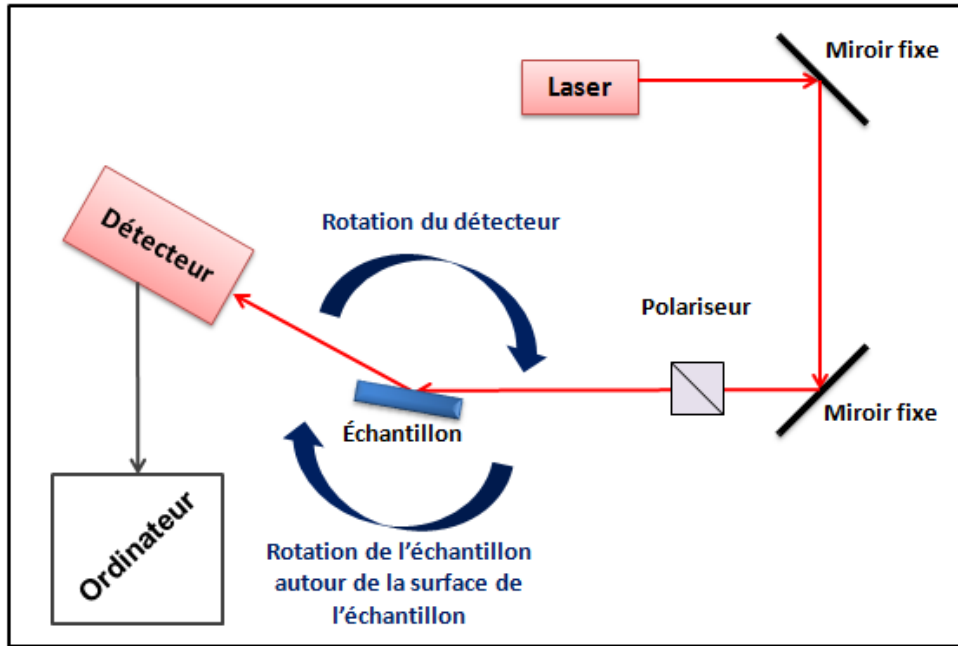 Miroir fixe
Laser
Détecteur
Rotation du détecteur
Polariseur
Miroir fixe
Échantillon
Ordinateur
Rotation de l'échantillon
autour de la surface de
l'échantillon